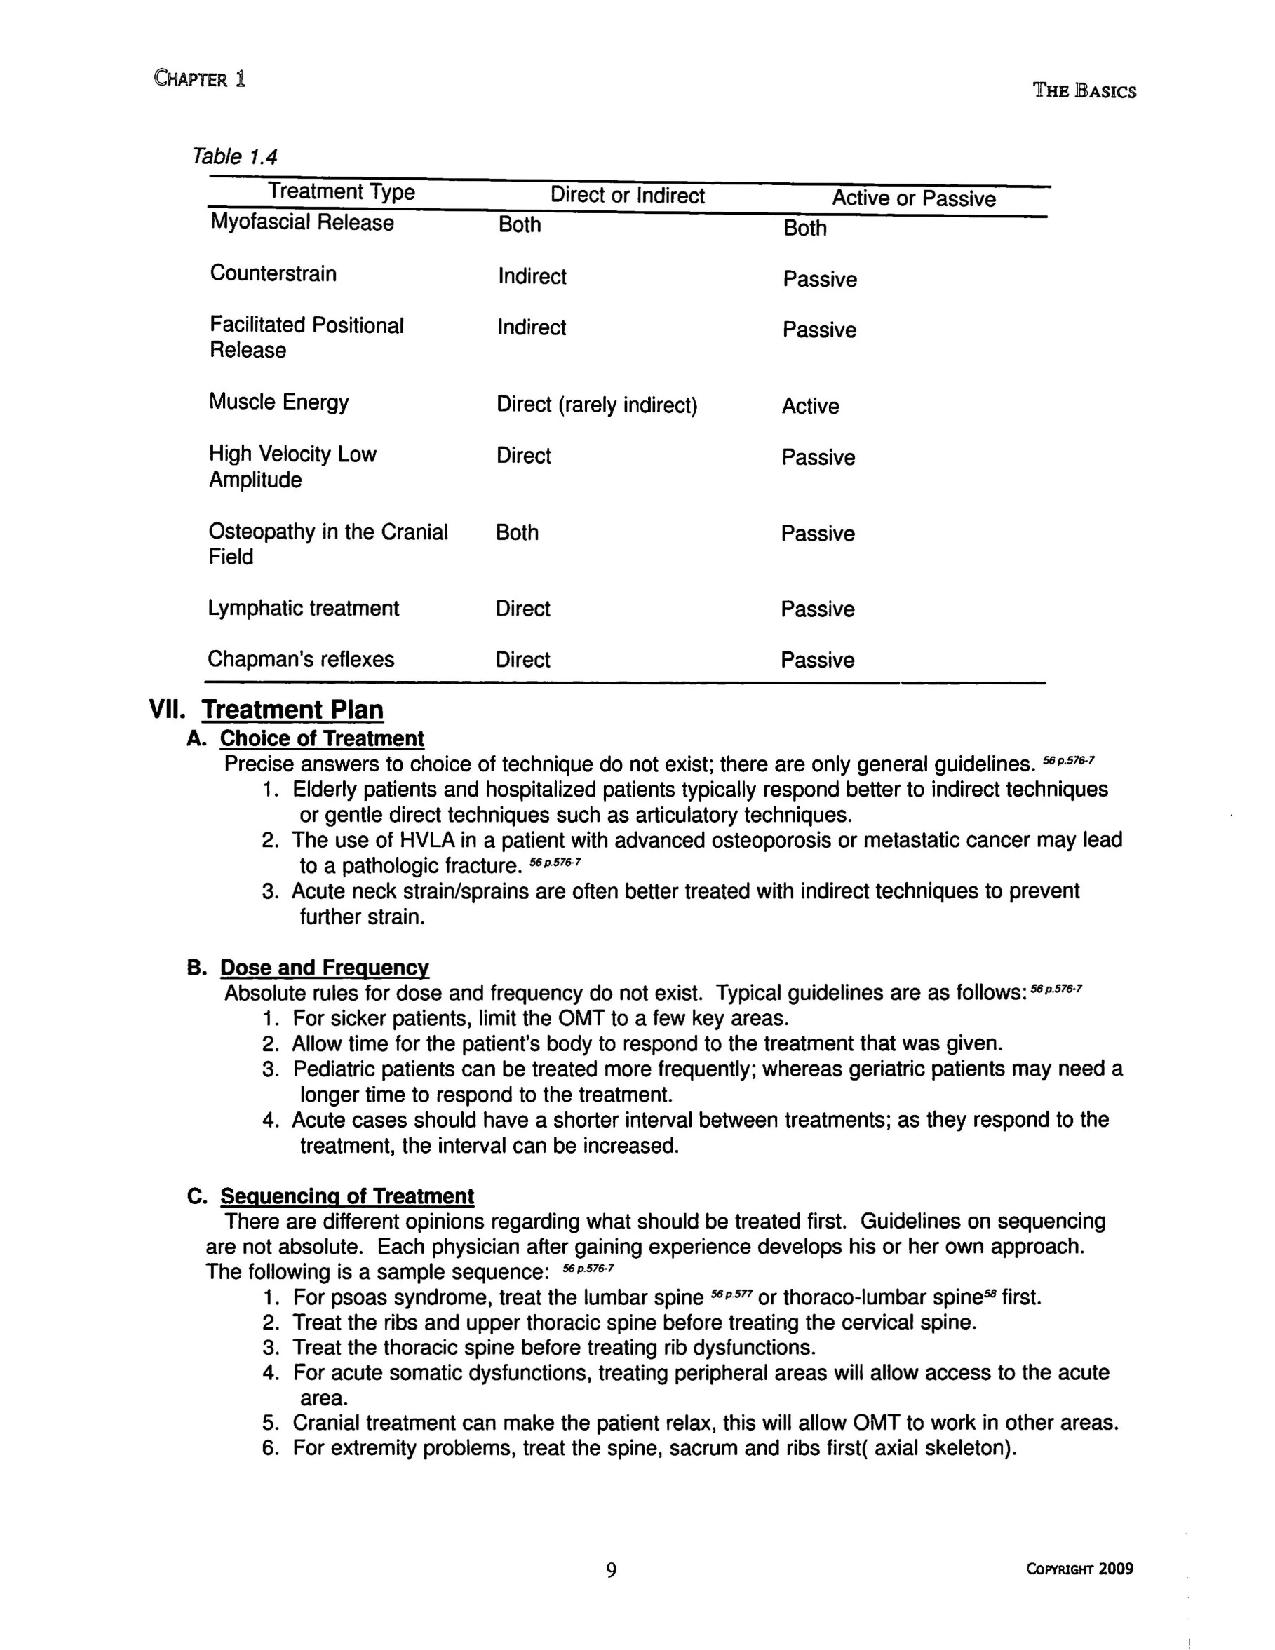 CHAPTER 1
THE BASICS
Table 1.4
Treatment Type Direct or Indirect Active or Passive
Myofascial Release Both Both
Counterstrain Indirect Passive
Facilitated Positional Indirect Passive
Release
Muscle Energy Direct (rarely indirect) Active
High Velocity Low Direct Passive
Amplitude
Osteopathy in the Cranial Both Passive
Field
Lymphatic treatment Direct Passive
Chapman's reflexes Direct Passive
VII. Treatment Plan
A. Choice of Treatment
Precise answers to choice of technique do not exist; there are only general guidelines. 56 p.576-7
1. Elderly patients and hospitalized patients typically respond better to indirect techniques
or gentle direct techniques such as articulatory techniques.
2. The use of HVLA in a patient with advanced osteoporosis or metastatic cancer may lead
to a pathologic fracture. 56 p.576-7
3. Acute neck strain/sprains are often better treated with indirect techniques to prevent
further strain.
B. Dose and Frequency
Absolute rules for dose and frequency do not exist. Typical guidelines are as follows: 56 p.576-7
1. For sicker patients, limit the OMT to a few key areas.
2. Allow time for the patient's body to respond to the treatment that was given.
3. Pediatric patients can be treated more frequently; whereas geriatric patients may need a
longer time to respond to the treatment.
4. Acute cases should have a shorter interval between treatments; as they respond to the
treatment, the interval can be increased.
C. Sequencing of Treatment
There are different opinions regarding what should be treated first. Guidelines on sequencing
are not absolute. Each physician after gaining experience develops his or her own approach.
The following is a sample sequence: 56 p.576-7
1. For psoas syndrome, treat the lumbar spine 56 p 577 or thoraco-lumbar spine58 first.
2. Treat the ribs and upper thoracic spine before treating the cervical spine.
3. Treat the thoracic spine before treating rib dysfunctions.
4. For acute somatic dysfunctions, treating peripheral areas will allow access to the acute
area.
5. Cranial treatment can make the patient relax, this will allow OMT to work in other areas.
6. For extremity problems, treat the spine, sacrum and ribs first( axial skeleton).
9
COPYRIGHT 2009